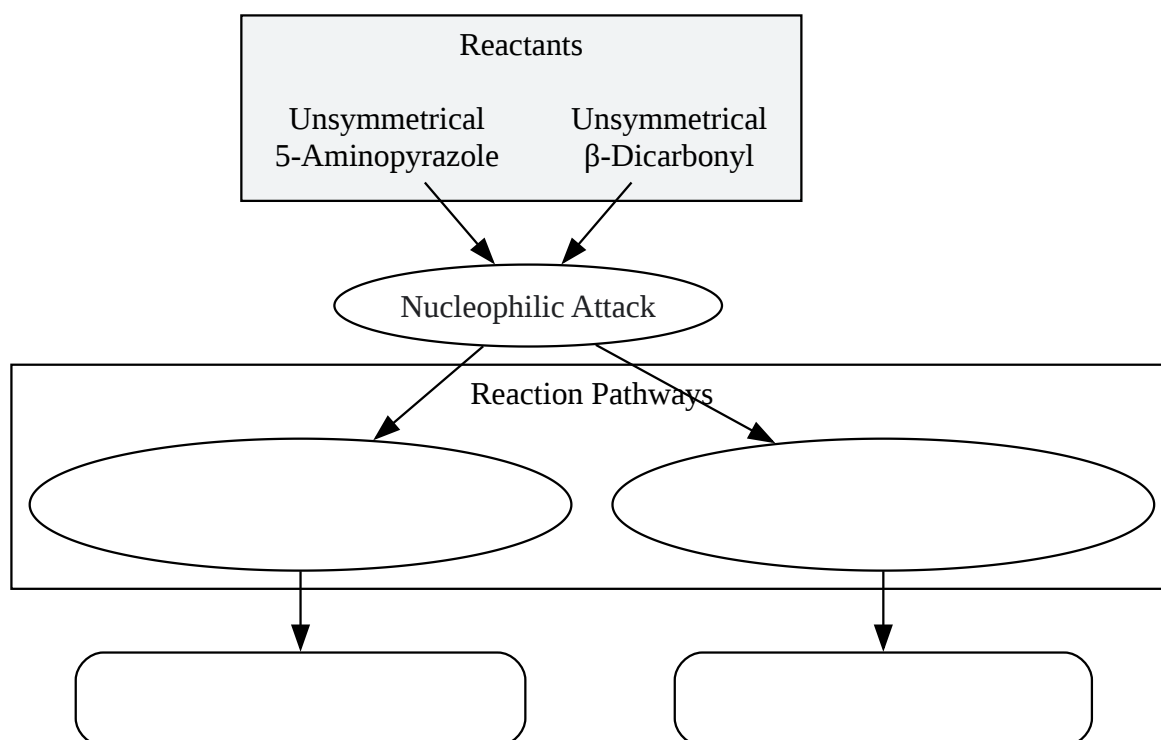 Reactants
Unsymmetrical
5-Aminopyrazole
Unsymmetrical
β-Dicarbonyl
Nucleophilic Attack
Reaction Pathways